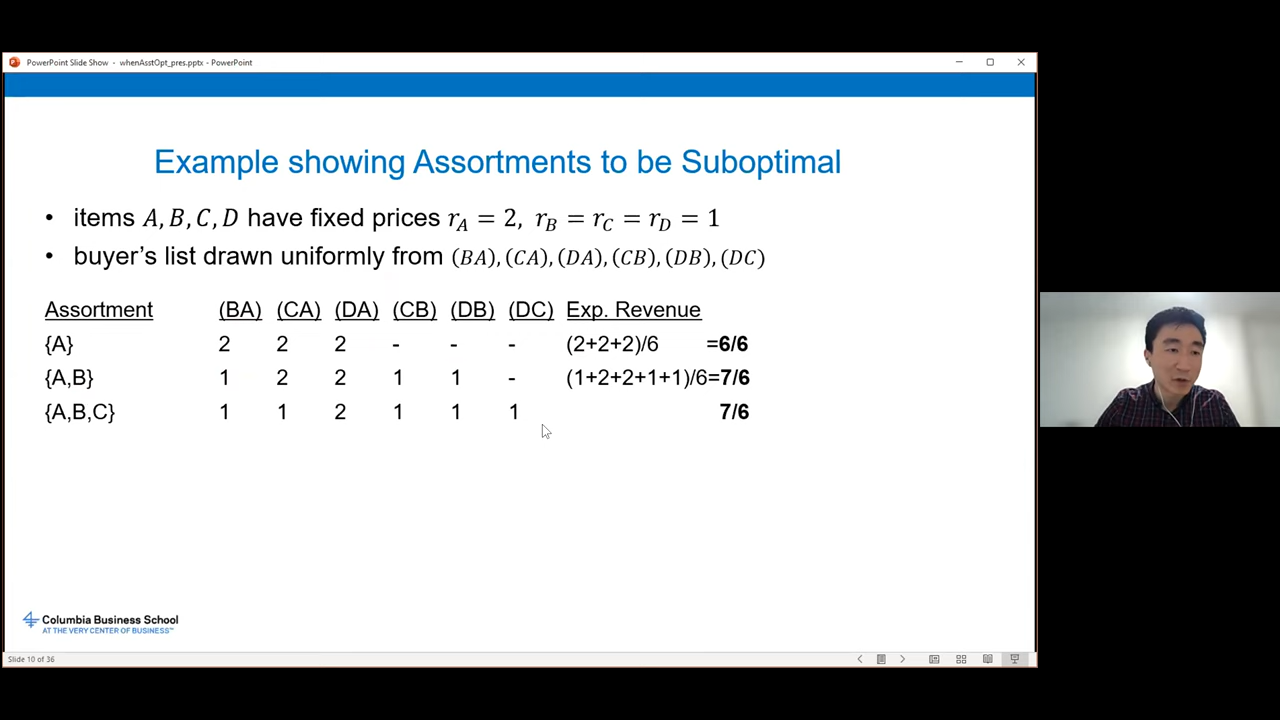 PowerPoint Slide Show - whenAsstOpt_pres.pptx - PowerPoint
Example showing Assortments to be Suboptimal
• items A, B, C, D have fixed prices r_A = 2, r_B = r_C = r_D = 1
• buyer's list drawn uniformly from (BA), (CA), (DA), (CB), (DB), (DC)
Assortment (BA) (CA) (DA) (CB) (DB) (DC) Exp. Revenue
{A} 2 2 2 - - - (2+2+2)/6 =6/6
{A,B} 1 2 2 1 1 - (1+2+2+1+1)/6=7/6
{A,B,C} 1 1 2 1 1 1 7/6
Columbia Business School
AT THE VERY CENTER OF BUSINESS™
Slide 10 of 36